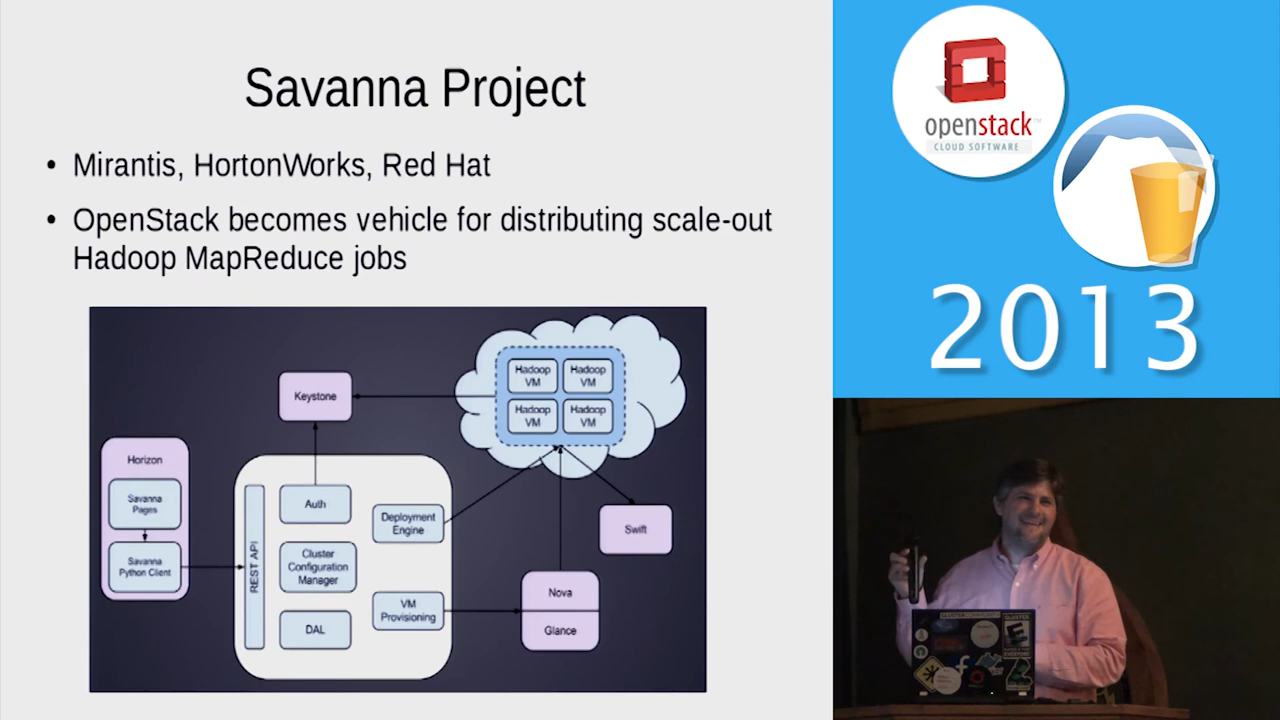 Savanna Project
• Mirantis, HortonWorks, Red Hat
• OpenStack becomes vehicle for distributing scale-out
Hadoop MapReduce jobs
Horizon
Savanna
Pages
Savanna
Python Client
REST API
Keystone
Auth
Cluster
Configuration
Manager
DAL
Deployment
Engine
VM
Provisioning
Hadoop
VM
Hadoop
VM
Hadoop
VM
Hadoop
VM
Swift
Nova
Glance
openstack™
CLOUD SOFTWARE
2013
GLUSTER
E